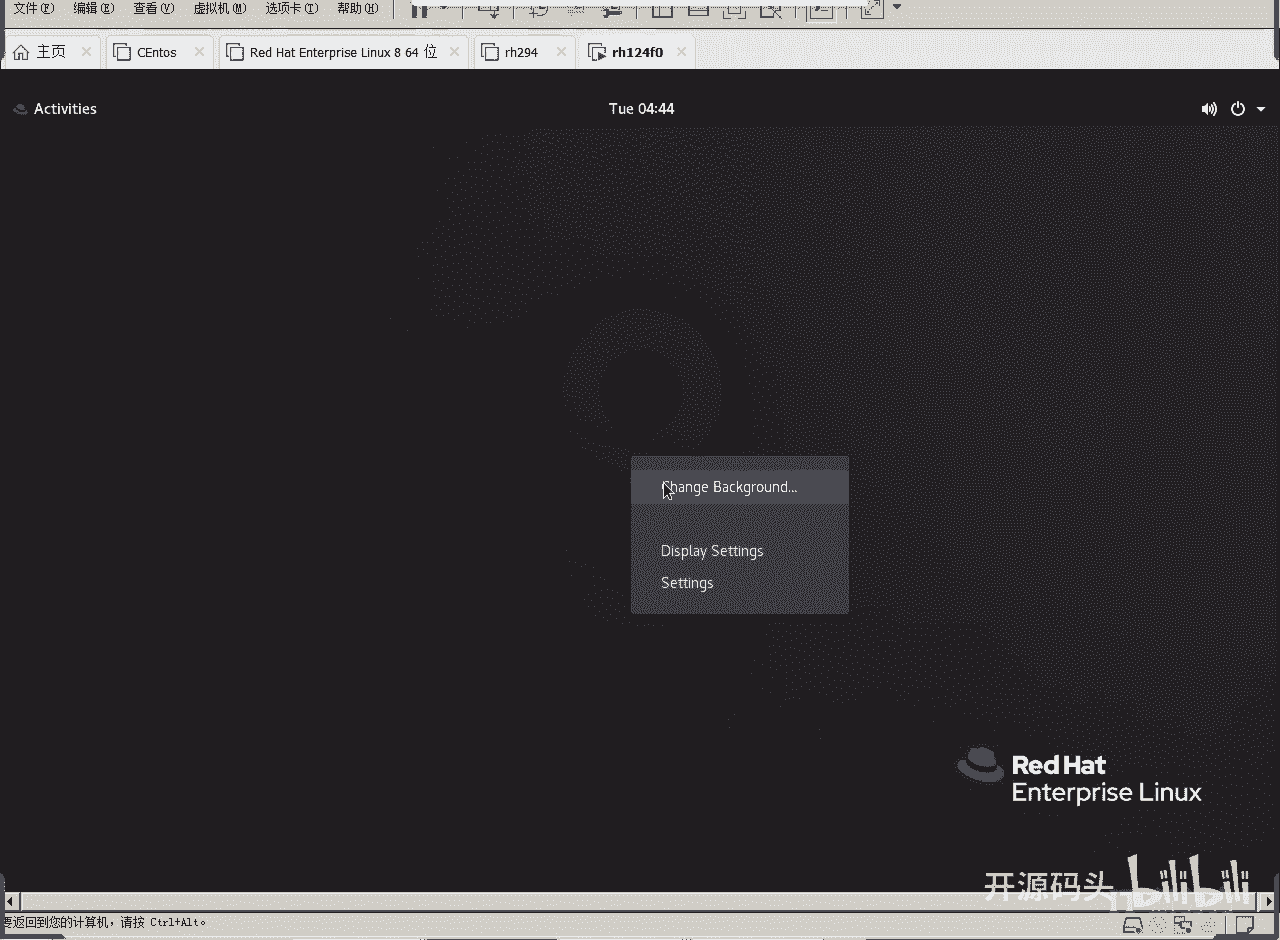 文件(F) 编辑(E) 查看(V) 虚拟机(M) 选项卡(T) 帮助(H)
主页 CEntos Red Hat Enterprise Linux 8 64 位 rh294 rh124f0
Activities Tue 04:44
Change Background...
Display Settings
Settings
Red Hat
Enterprise Linux
开源码头 bilibili
要返回到您的计算机，请按 Ctrl+Alt。